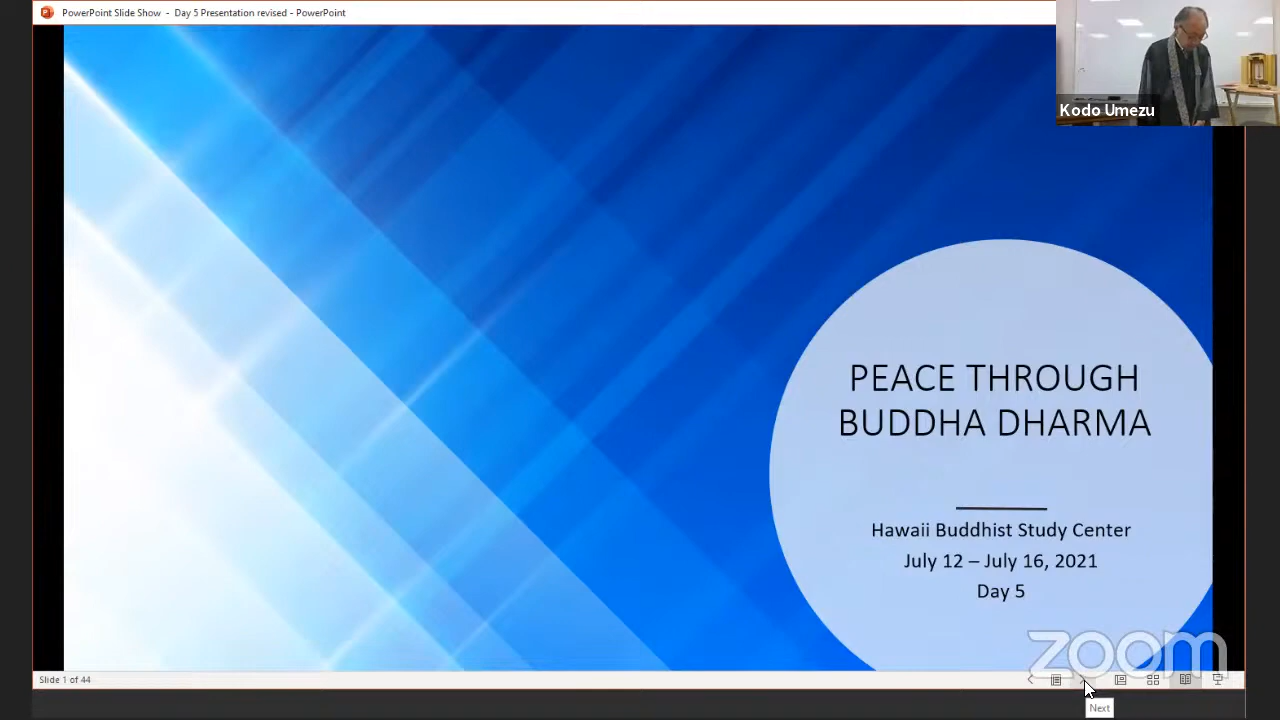 PowerPoint Slide Show - Day 5 Presentation revised - PowerPoint
Kodo Umezu
PEACE THROUGH
BUDDHA DHARMA
Hawaii Buddhist Study Center
July 12 – July 16, 2021
Day 5
zoom
Slide 1 of 44
Next